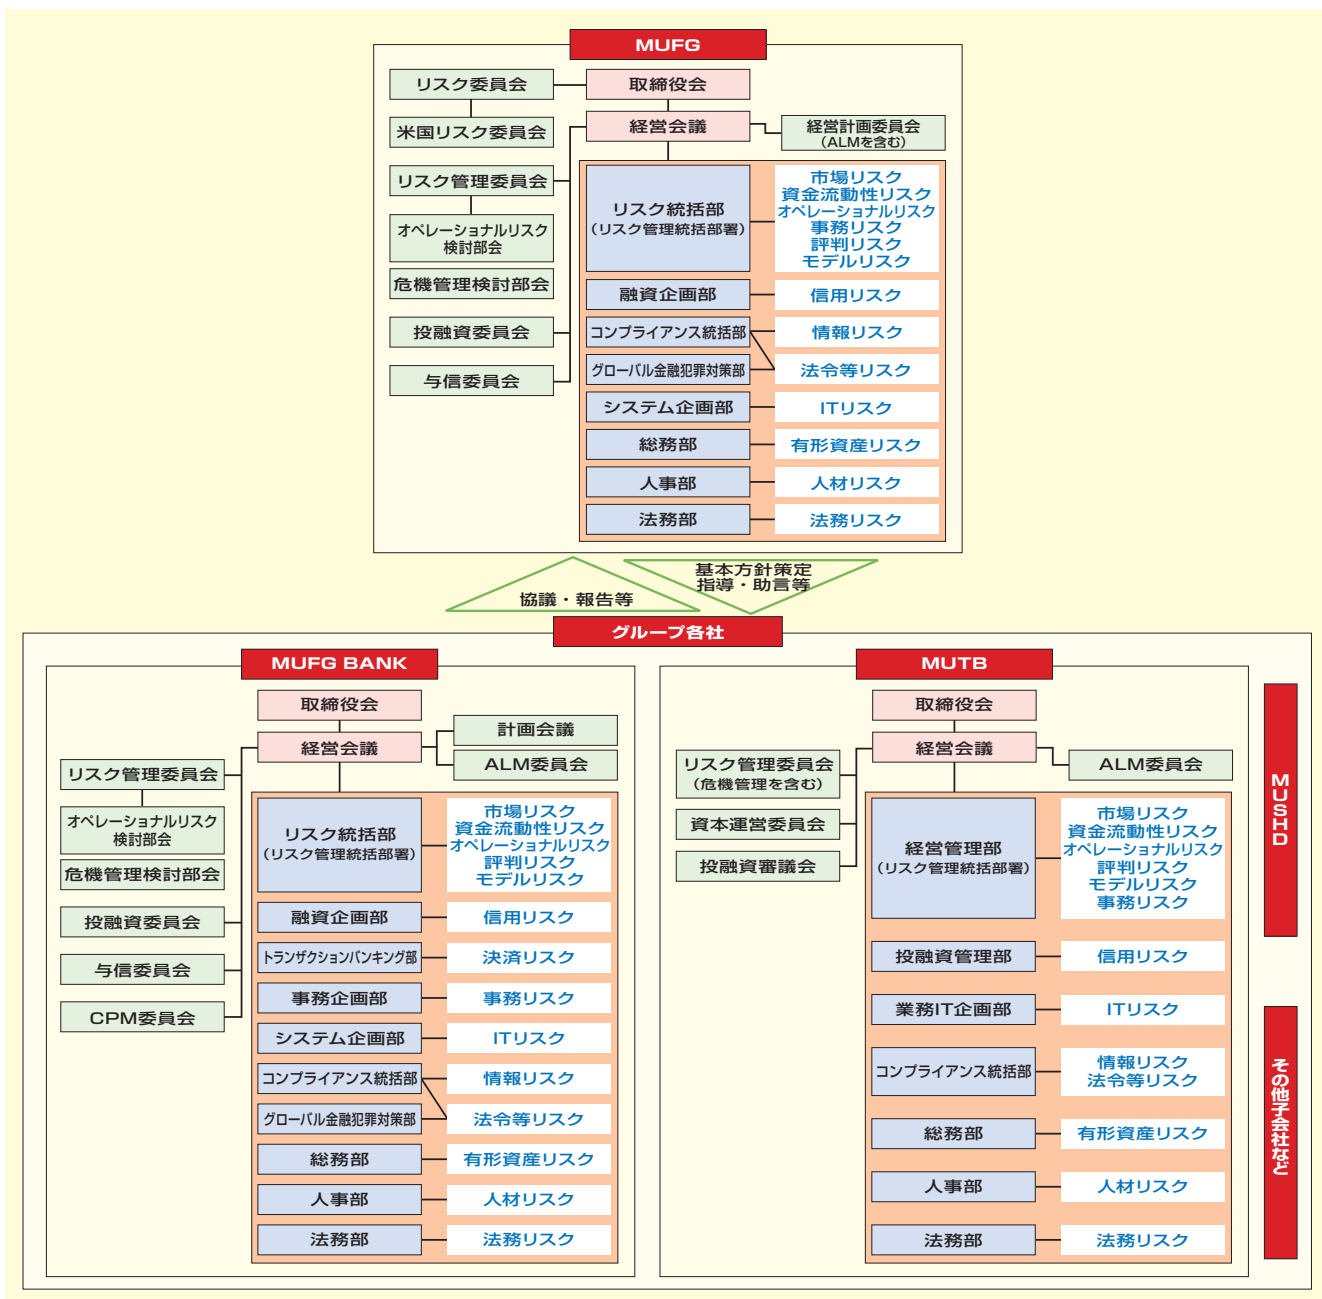 MUFG
リスク委員会
取締役会
米国リスク委員会
経営会議
経営計画委員会
（ALMを含む）
リスク管理委員会
オペレーショナルリスク
検討部会
危機管理検討部会
投融資委員会
与信委員会
リスク統括部
（リスク管理統括部署）
市場リスク
資金流動性リスク
オペレーショナルリスク
事務リスク
評判リスク
モデルリスク
融資企画部
信用リスク
コンプライアンス統括部
情報リスク
グローバル金融犯罪対策部
法令等リスク
システム企画部
ITリスク
総務部
有形資産リスク
人事部
人材リスク
法務部
法務リスク
協議・報告等
基本方針策定
指導・助言等
グループ各社
MUFG BANK
取締役会
経営会議
計画会議
ALM委員会
リスク管理委員会
オペレーショナルリスク
検討部会
危機管理検討部会
投融資委員会
与信委員会
CPM委員会
リスク統括部
（リスク管理統括部署）
市場リスク
資金流動性リスク
オペレーショナルリスク
評判リスク
モデルリスク
融資企画部
信用リスク
トランザクションバンキング部
決済リスク
事務企画部
事務リスク
システム企画部
ITリスク
コンプライアンス統括部
情報リスク
グローバル金融犯罪対策部
法令等リスク
総務部
有形資産リスク
人事部
人材リスク
法務部
法務リスク
MUTB
取締役会
経営会議
ALM委員会
リスク管理委員会
（危機管理を含む）
資本運営委員会
投融資審議会
経営管理部
（リスク管理統括部署）
市場リスク
資金流動性リスク
オペレーショナルリスク
評判リスク
モデルリスク
事務リスク
投融資管理部
信用リスク
業務IT企画部
ITリスク
コンプライアンス統括部
情報リスク
法令等リスク
総務部
有形資産リスク
人事部
人材リスク
法務部
法務リスク
MUSHD
その他子会社など